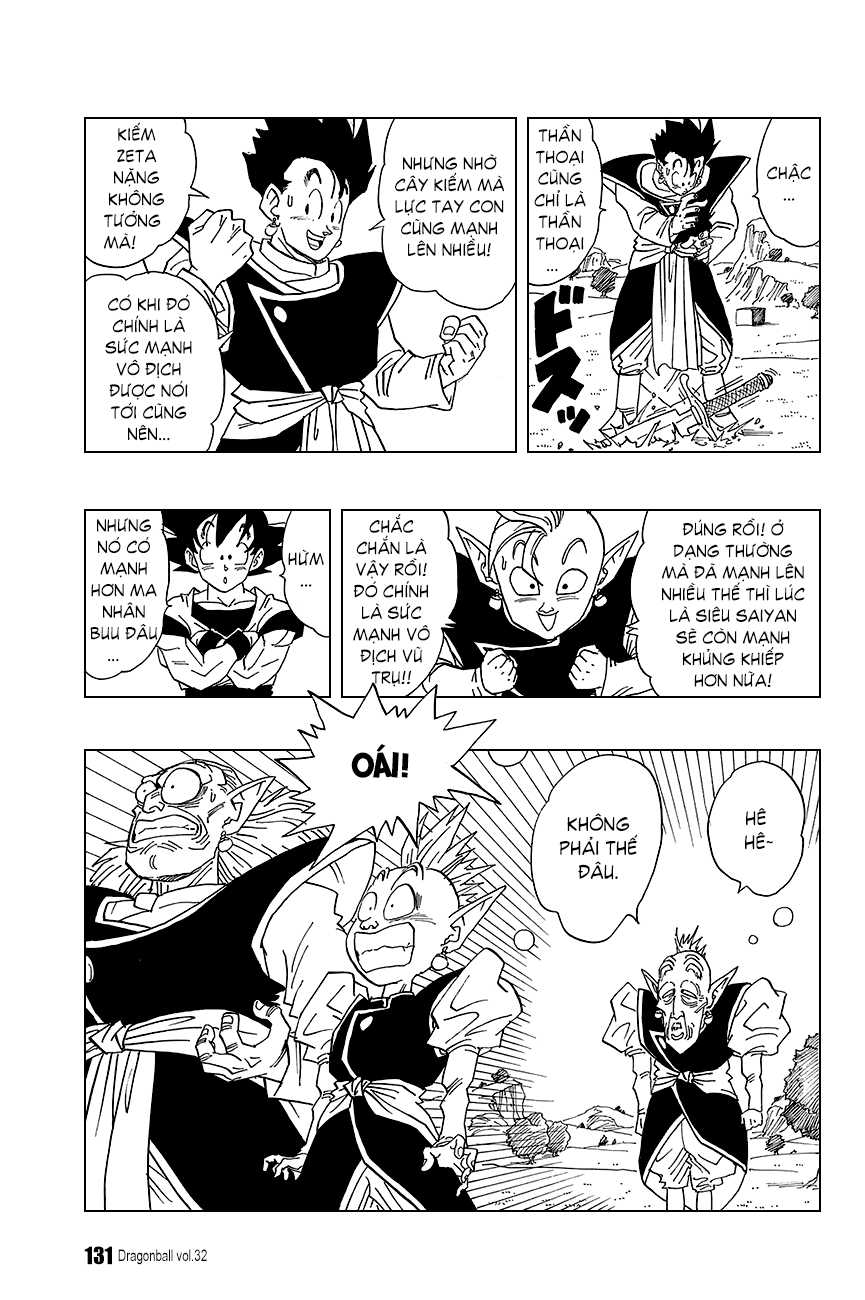 CHẬC
...
THẦN
THOẠI
CŨNG
CHỈ LÀ
THẦN
THOẠI
...
ドスッ
NHƯNG NHỜ
CÂY KIẾM MÀ
LỰC TAY CON
CŨNG MẠNH
LÊN NHIỀU!
KIẾM
ZETA
NẶNG
KHÔNG
TƯỞNG
MÀ!
CÓ KHI ĐÓ
CHÍNH LÀ
SỨC MẠNH
VÔ ĐỊCH
ĐƯỢC NÓI
TỚI CŨNG
NÊN...
ĐÚNG RỒI! Ở
DẠNG THƯỜNG
MÀ ĐÃ MẠNH LÊN
NHIỀU THẾ THÌ LÚC
LÀ SIÊU SAIYAN
SẼ CÒN MẠNH
KHỦNG KHIẾP
HƠN NỮA!
CHẮC
CHẮN LÀ
VẬY RỒI!
ĐÓ CHÍNH
LÀ SỨC
MẠNH VÔ
ĐỊCH VŨ
TRỤ!!
HỪM
...
NHƯNG
NÓ CÓ
MẠNH
HƠN MA
NHÂN
BUU ĐÂU
...
HÊ
HÊ~
KHÔNG
PHẢI THẾ
ĐÂU.
OÁI!
131 Dragonball vol.32